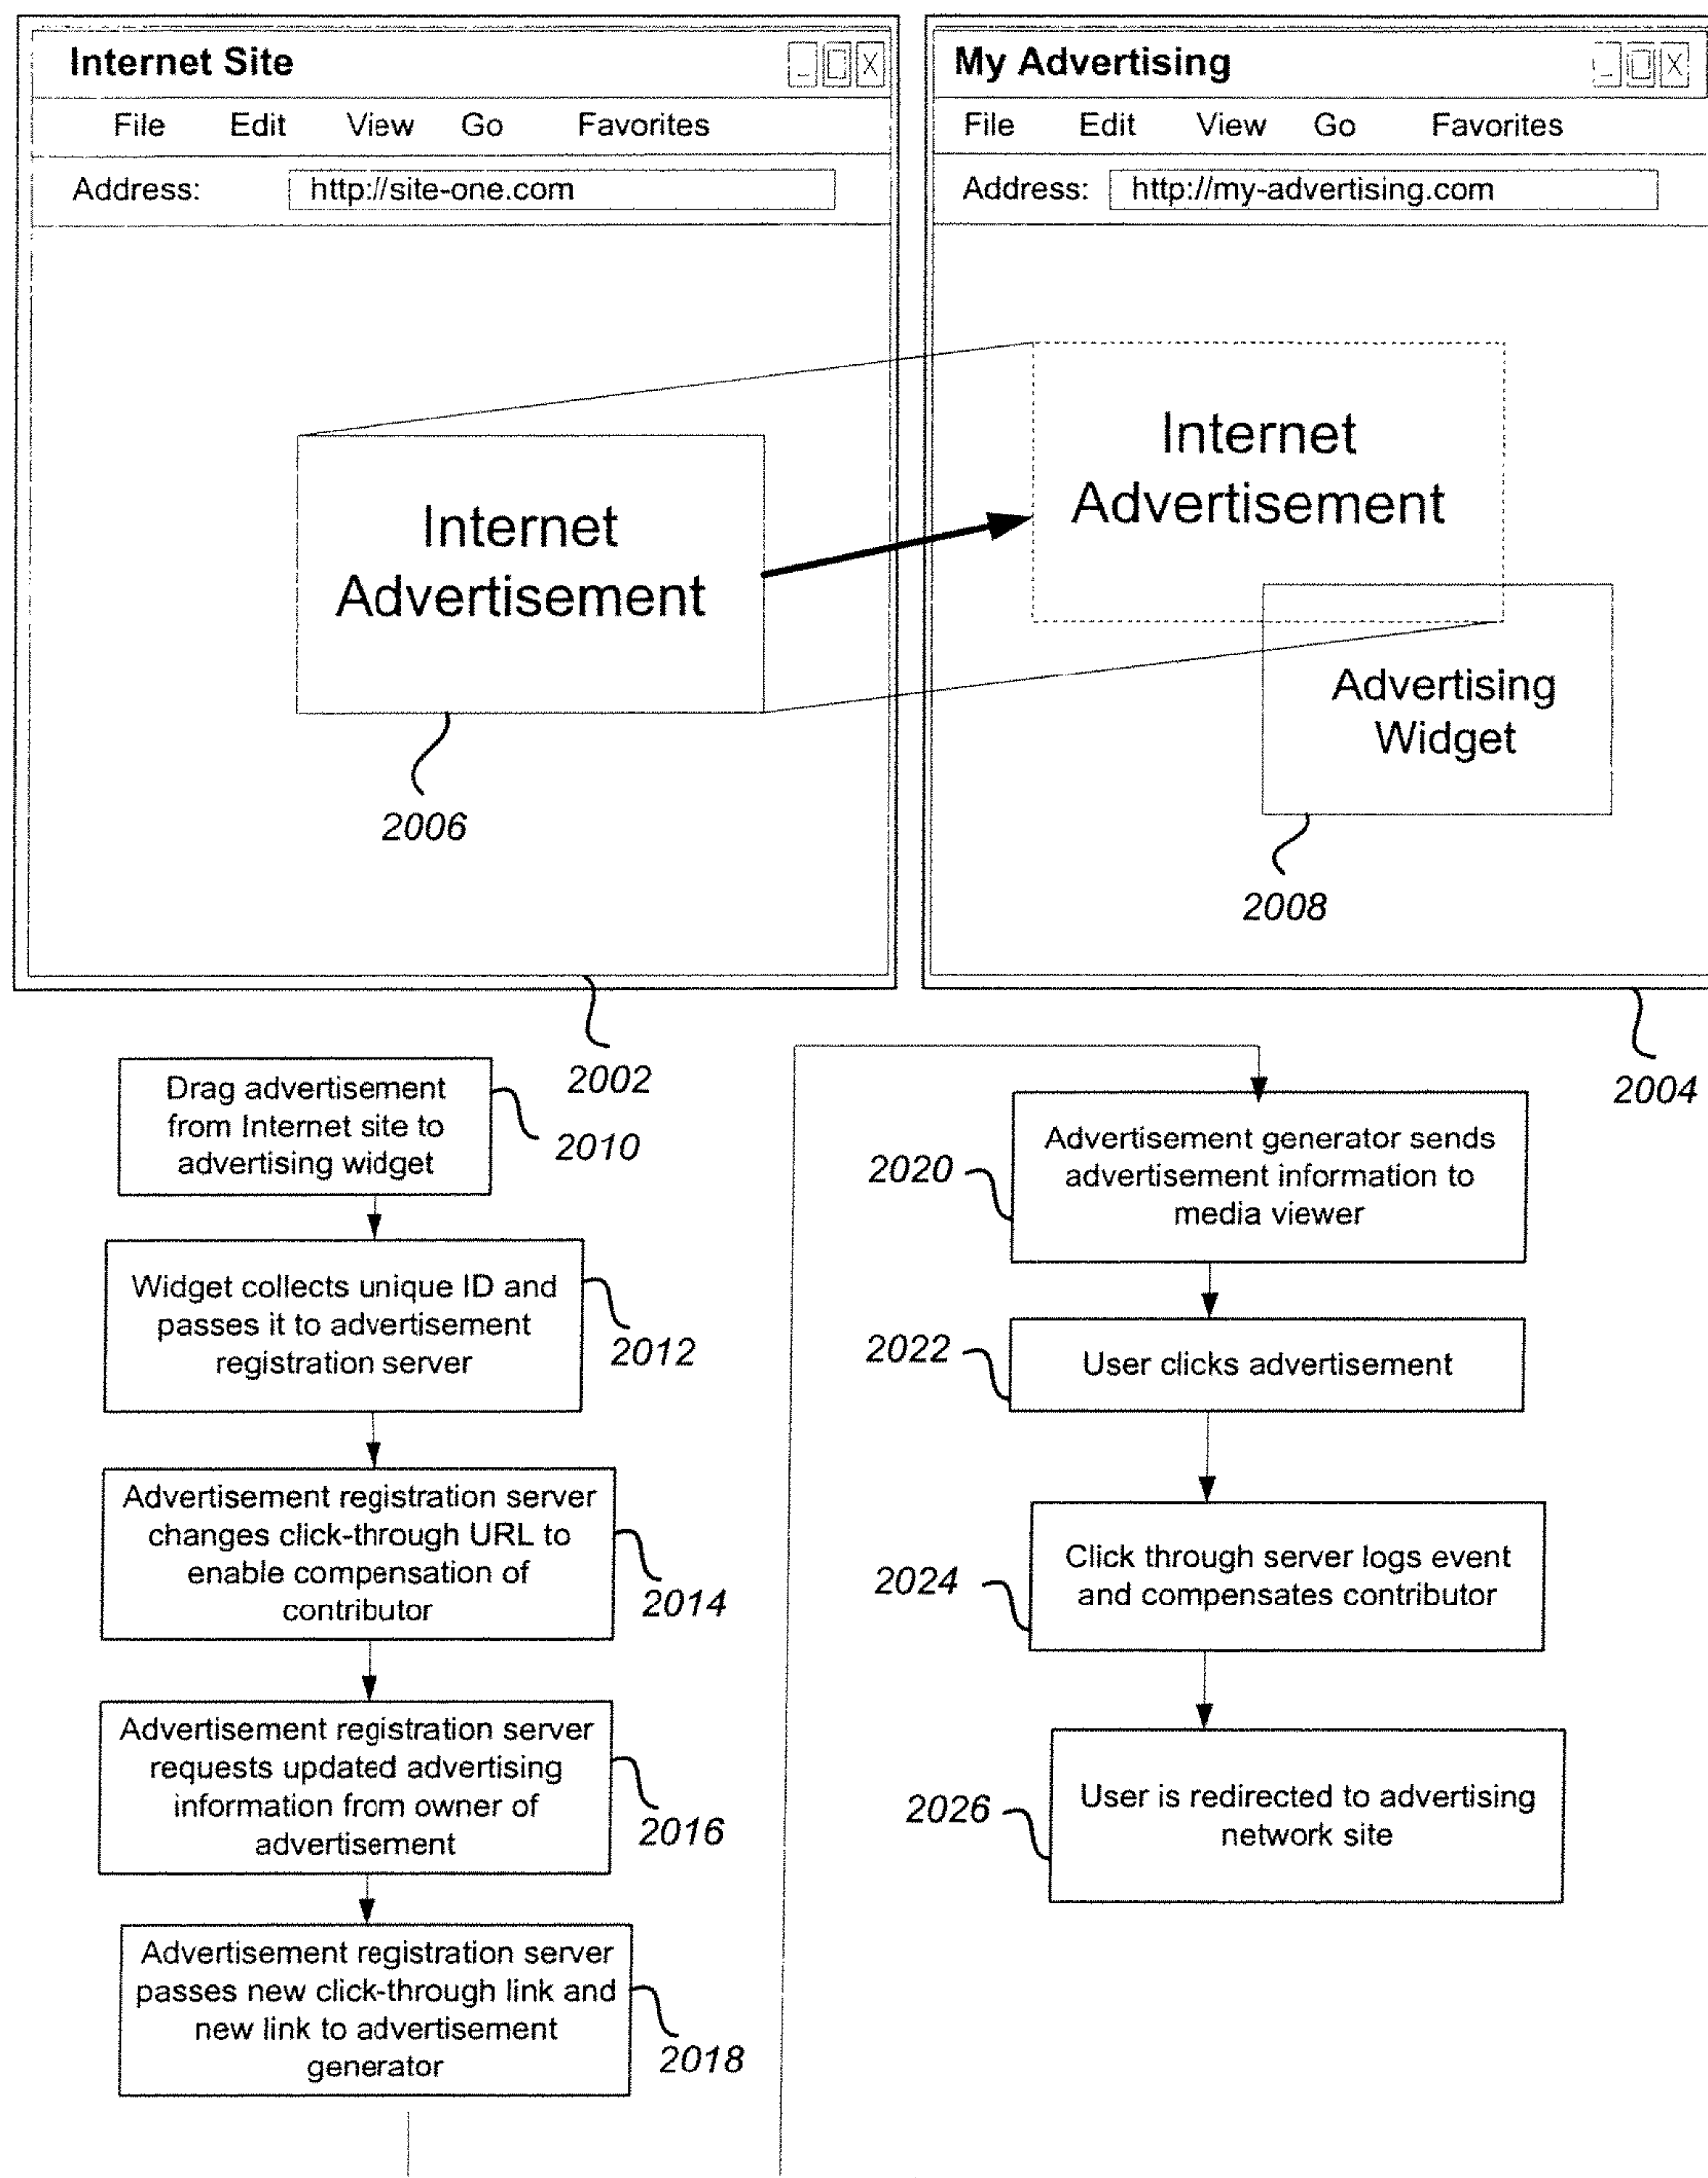 Internet Site
File Edit View Go Favorites
Address: http://site-one.com
Internet
Advertisement
2006
2002
My Advertising
File Edit View Go Favorites
Address: http://my-advertising.com
Internet
Advertisement
Advertising
Widget
2008
2004
Drag advertisement
from Internet site to
advertising widget
2010
Widget collects unique ID and
passes it to advertisement
registration server
2012
Advertisement registration server
changes click-through URL to
enable compensation of
contributor
2014
Advertisement registration server
requests updated advertising
information from owner of
advertisement
2016
Advertisement registration server
passes new click-through link and
new link to advertisement
generator
2018
Advertisement generator sends
advertisement information to
media viewer
2020
User clicks advertisement
2022
Click through server logs event
and compensates contributor
2024
User is redirected to advertising
network site
2026